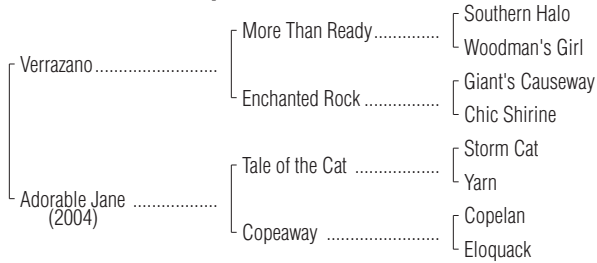 Southern Halo
More Than Ready..............
Woodman's Girl
Verrazano.........................
Giant's Causeway
Enchanted Rock ................
Chic Shirine
Storm Cat
Tale of the Cat ..................
Yarn
Adorable Jane .................
(2004)
Copelan
Copeaway ........................
Eloquack